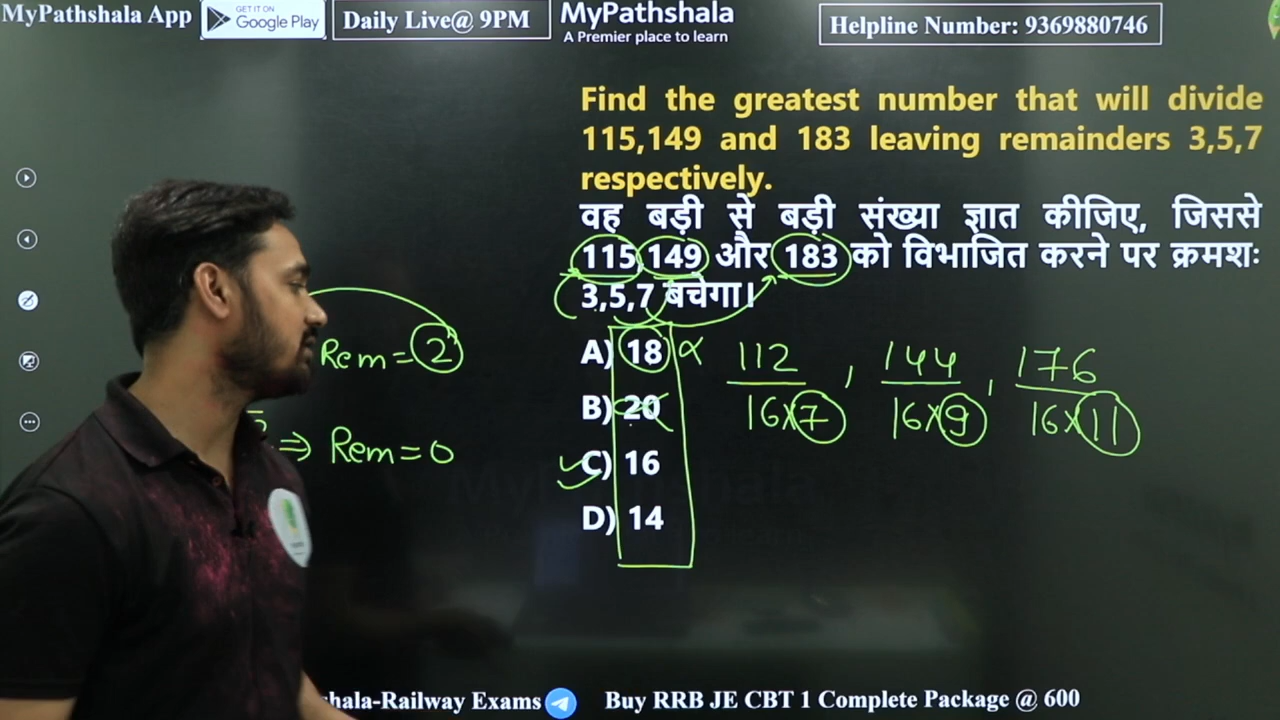 MyPathshala App
GET IT ON
Google Play
Daily Live@ 9PM
MyPathshala
A Premier place to learn
Helpline Number: 9369880746
Find the greatest number that will divide
115,149 and 183 leaving remainders 3,5,7
respectively.
वह बड़ी से बड़ी संख्या ज्ञात कीजिए, जिससे
115,149 और 183 को विभाजित करने पर क्रमशः
3,5,7 बचेगा।
A) 18
B) 20
C) 16
D) 14
112/16×7, 144/16×9, 176/16×11
Rem = 2
⇒ Rem = 0
shala-Railway Exams
Buy RRB JE CBT 1 Complete Package @ 600